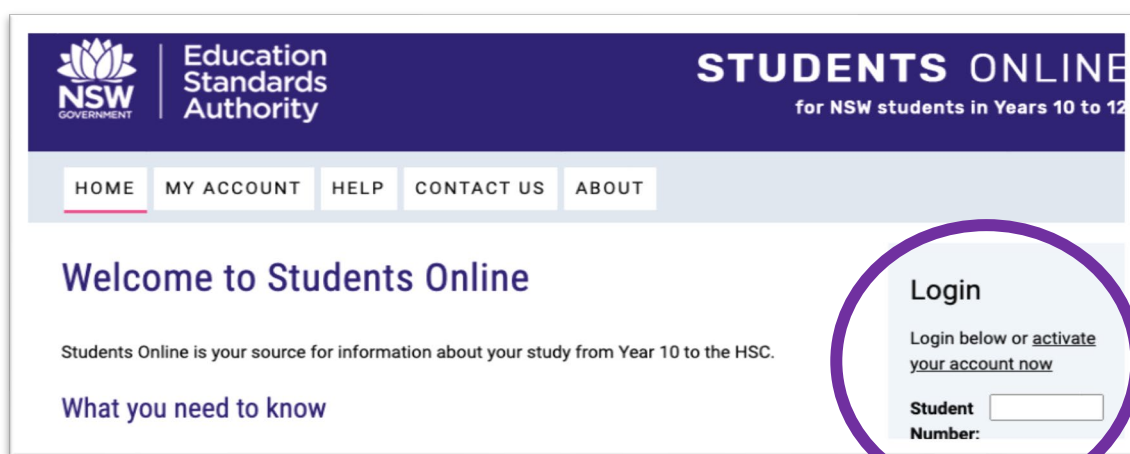 Education
Standards
Authority
NSW
GOVERNMENT
STUDENTS ONLINE
for NSW students in Years 10 to 12
HOME MY ACCOUNT HELP CONTACT US ABOUT
Welcome to Students Online
Students Online is your source for information about your study from Year 10 to the HSC.
What you need to know
Login
Login below or activate
your account now
Student
Number: